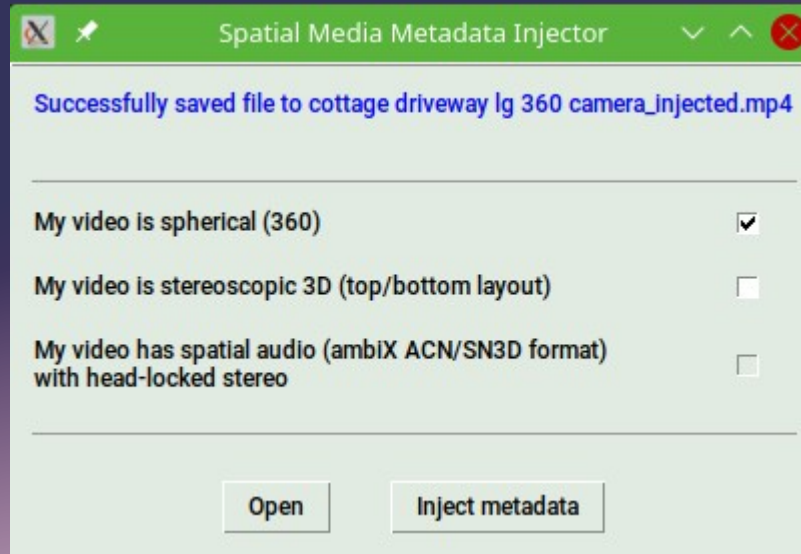 Spatial Media Metadata Injector
Successfully saved file to cottage driveway lg 360 camera_injected.mp4
My video is spherical (360)
My video is stereoscopic 3D (top/bottom layout)
My video has spatial audio (ambiX ACN/SN3D format)
with head-locked stereo
Open Inject metadata